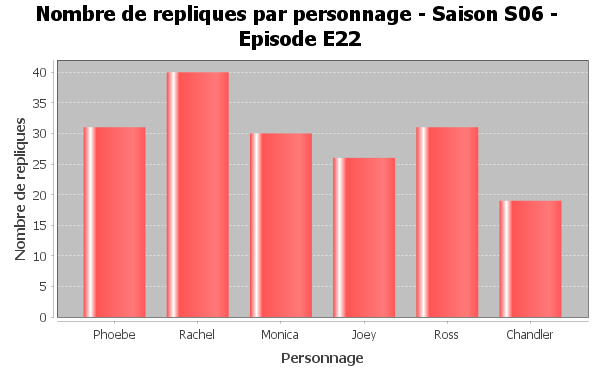 Nombre de repliques par personnage - Saison S06 -
Episode E22
Nombre de repliques
40
35
30
25
20
15
10
5
0
Phoebe Rachel Monica Joey Ross Chandler
Personnage